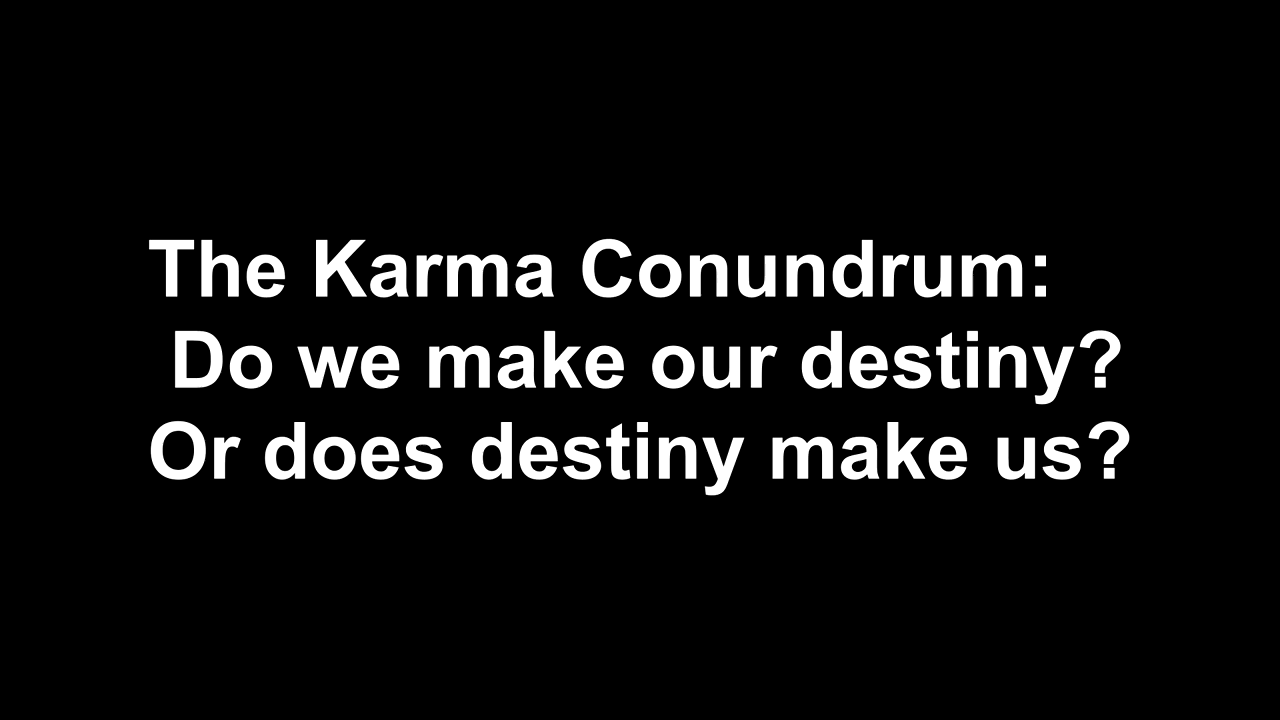 The Karma Conundrum:
Do we make our destiny?
Or does destiny make us?